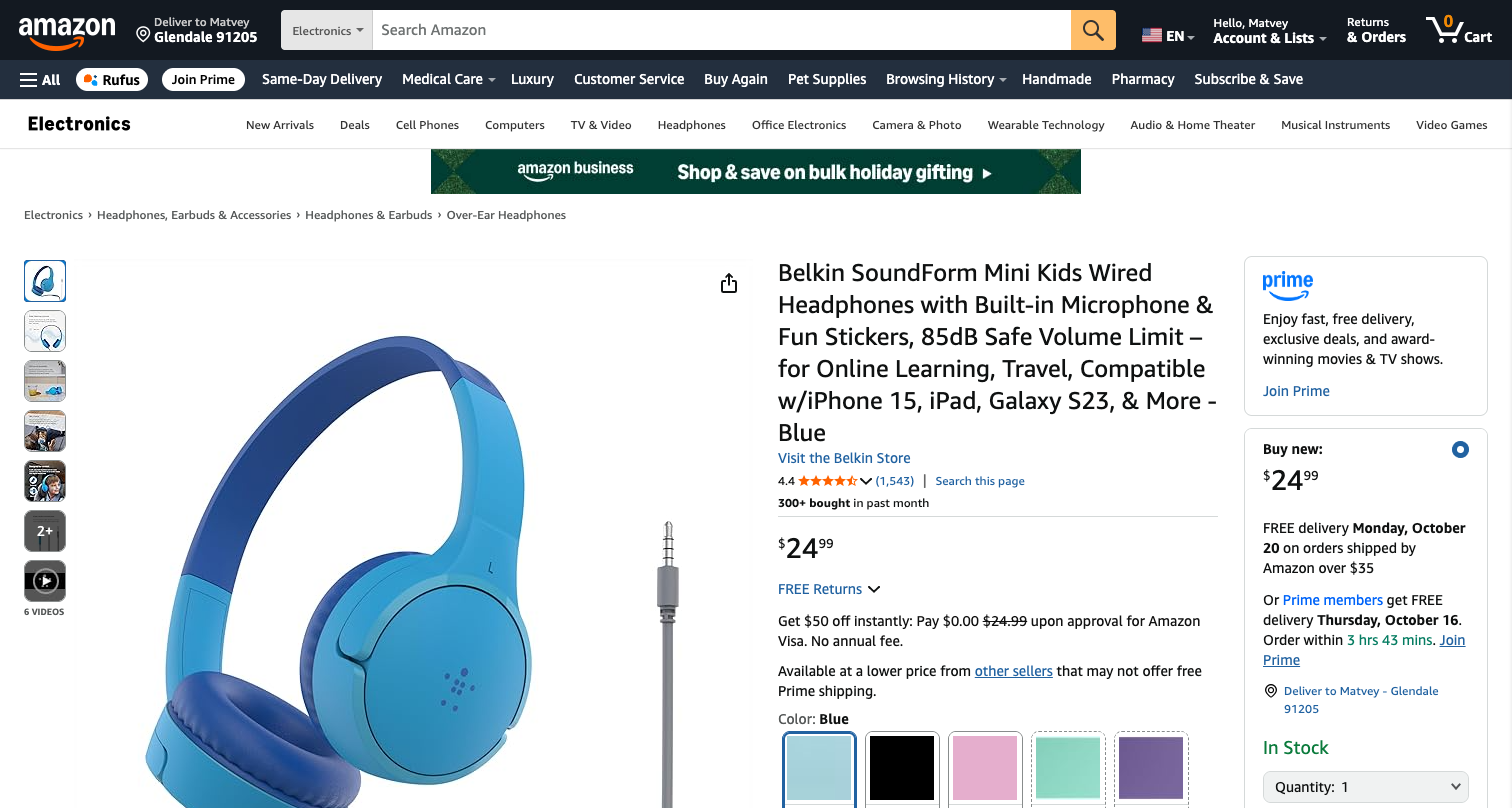 amazon
Deliver to Matvey
Glendale 91205
Electronics
Search Amazon
EN
Hello, Matvey
Account & Lists
Returns
& Orders
0
Cart
All
Rufus
Join Prime
Same-Day Delivery
Medical Care
Luxury
Customer Service
Buy Again
Pet Supplies
Browsing History
Handmade
Pharmacy
Subscribe & Save
Electronics
New Arrivals
Deals
Cell Phones
Computers
TV & Video
Headphones
Office Electronics
Camera & Photo
Wearable Technology
Audio & Home Theater
Musical Instruments
Video Games
amazon business
Shop & save on bulk holiday gifting
Electronics › Headphones, Earbuds & Accessories › Headphones & Earbuds › Over-Ear Headphones
2+
6 VIDEOS
L
Belkin SoundForm Mini Kids Wired
Headphones with Built-in Microphone &
Fun Stickers, 85dB Safe Volume Limit –
for Online Learning, Travel, Compatible
w/iPhone 15, iPad, Galaxy S23, & More -
Blue
Visit the Belkin Store
4.4 (1,543) | Search this page
300+ bought in past month
$24.99
FREE Returns
Get $50 off instantly: Pay $0.00 $24.99 upon approval for Amazon
Visa. No annual fee.
Available at a lower price from other sellers that may not offer free
Prime shipping.
Color: Blue
prime
Enjoy fast, free delivery,
exclusive deals, and award-
winning movies & TV shows.
Join Prime
Buy new:
$24.99
FREE delivery Monday, October
20 on orders shipped by
Amazon over $35
Or Prime members get FREE
delivery Thursday, October 16.
Order within 3 hrs 43 mins. Join
Prime
Deliver to Matvey - Glendale
91205
In Stock
Quantity: 1